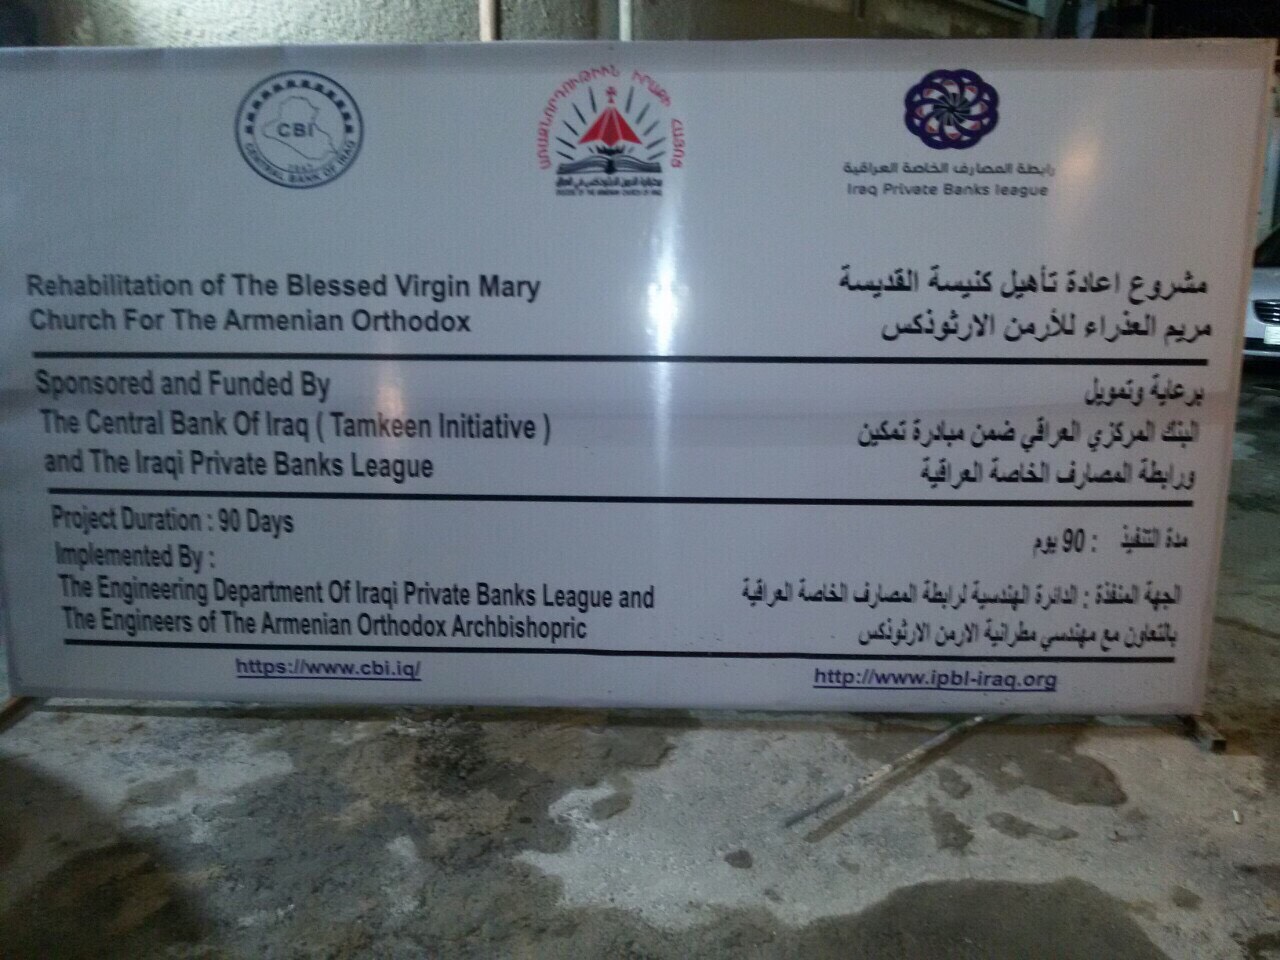 CBI
CENTRAL BANK OF IRAQ
ԱՌԱՋՆՈՐԴՈՒԹԻՒՆ ԻՐԱՔԻ ՀԱՅՈՑ
رابطة المصارف الخاصة العراقية
Iraq Private Banks league
Rehabilitation of The Blessed Virgin Mary
Church For The Armenian Orthodox
مشروع اعادة تأهيل كنيسة القديسة
مريم العذراء للأرمن الارثوذكس
Sponsored and Funded By
The Central Bank Of Iraq ( Tamkeen Initiative )
and The Iraqi Private Banks League
برعاية وتمويل
البنك المركزي العراقي ضمن مبادرة تمكين
ورابطة المصارف الخاصة العراقية
Project Duration : 90 Days
Implemented By :
The Engineering Department Of Iraqi Private Banks League and
The Engineers of The Armenian Orthodox Archbishopric
مدة التنفيذ : 90 يوم
الجهة المنفذة : الدائرة الهندسية لرابطة المصارف الخاصة العراقية
بالتعاون مع مهندسي مطرانية الارمن الارثوذكس
https://www.cbi.iq/
http://www.ipbl-iraq.org